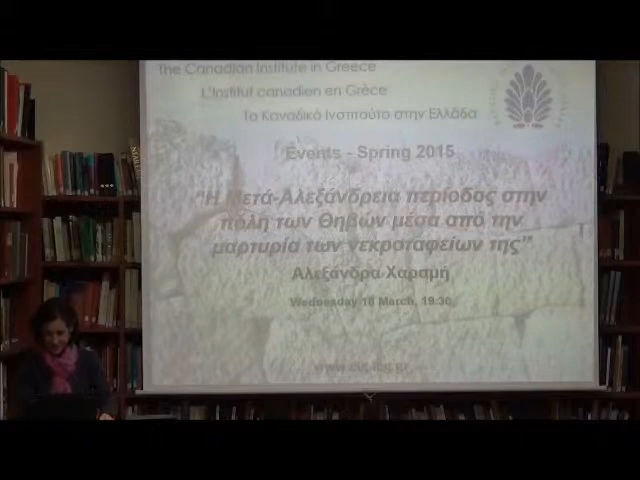 The Canadian Institute in Greece
L'Institut canadien en Grèce
Το Καναδικό Ινστιτούτο στην Ελλάδα
Events - Spring 2015
"Η Μετά-Αλεξάνδρεια περίοδος στην
πόλη των Θηβών μέσα από την
μαρτυρία των νεκροταφείων της"
Αλεξάνδρα Χαραμή
Wednesday 18 March, 19:30